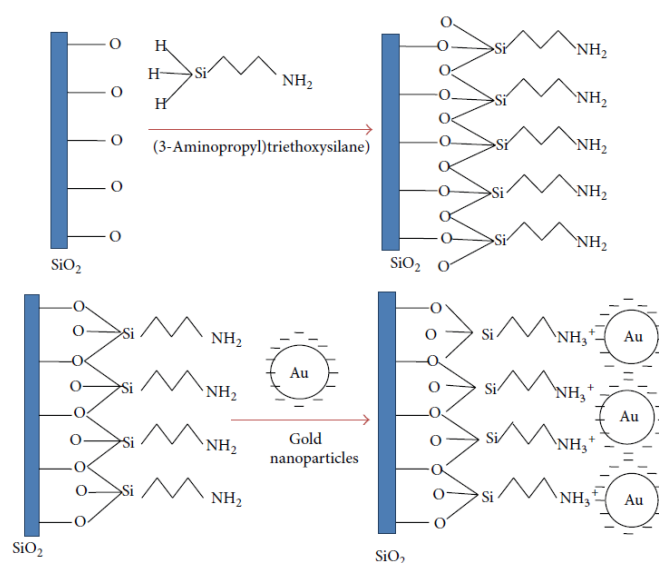 O
O
O
O
O
SiO2
H
H Si NH2
H
(3-Aminopropyl)triethoxysilane)
O
O Si NH2
O
O Si NH2
O
O Si NH2
O
O Si NH2
O
O Si NH2
O
SiO2
O
O Si NH2
O
O Si NH2
O
O Si NH2
O
O Si NH2
O
SiO2
Au
Gold
nanoparticles
O
O Si NH3+ Au
O
O Si NH3+
O
Au
O Si NH3+
O
O Si NH3+ Au
O
SiO2